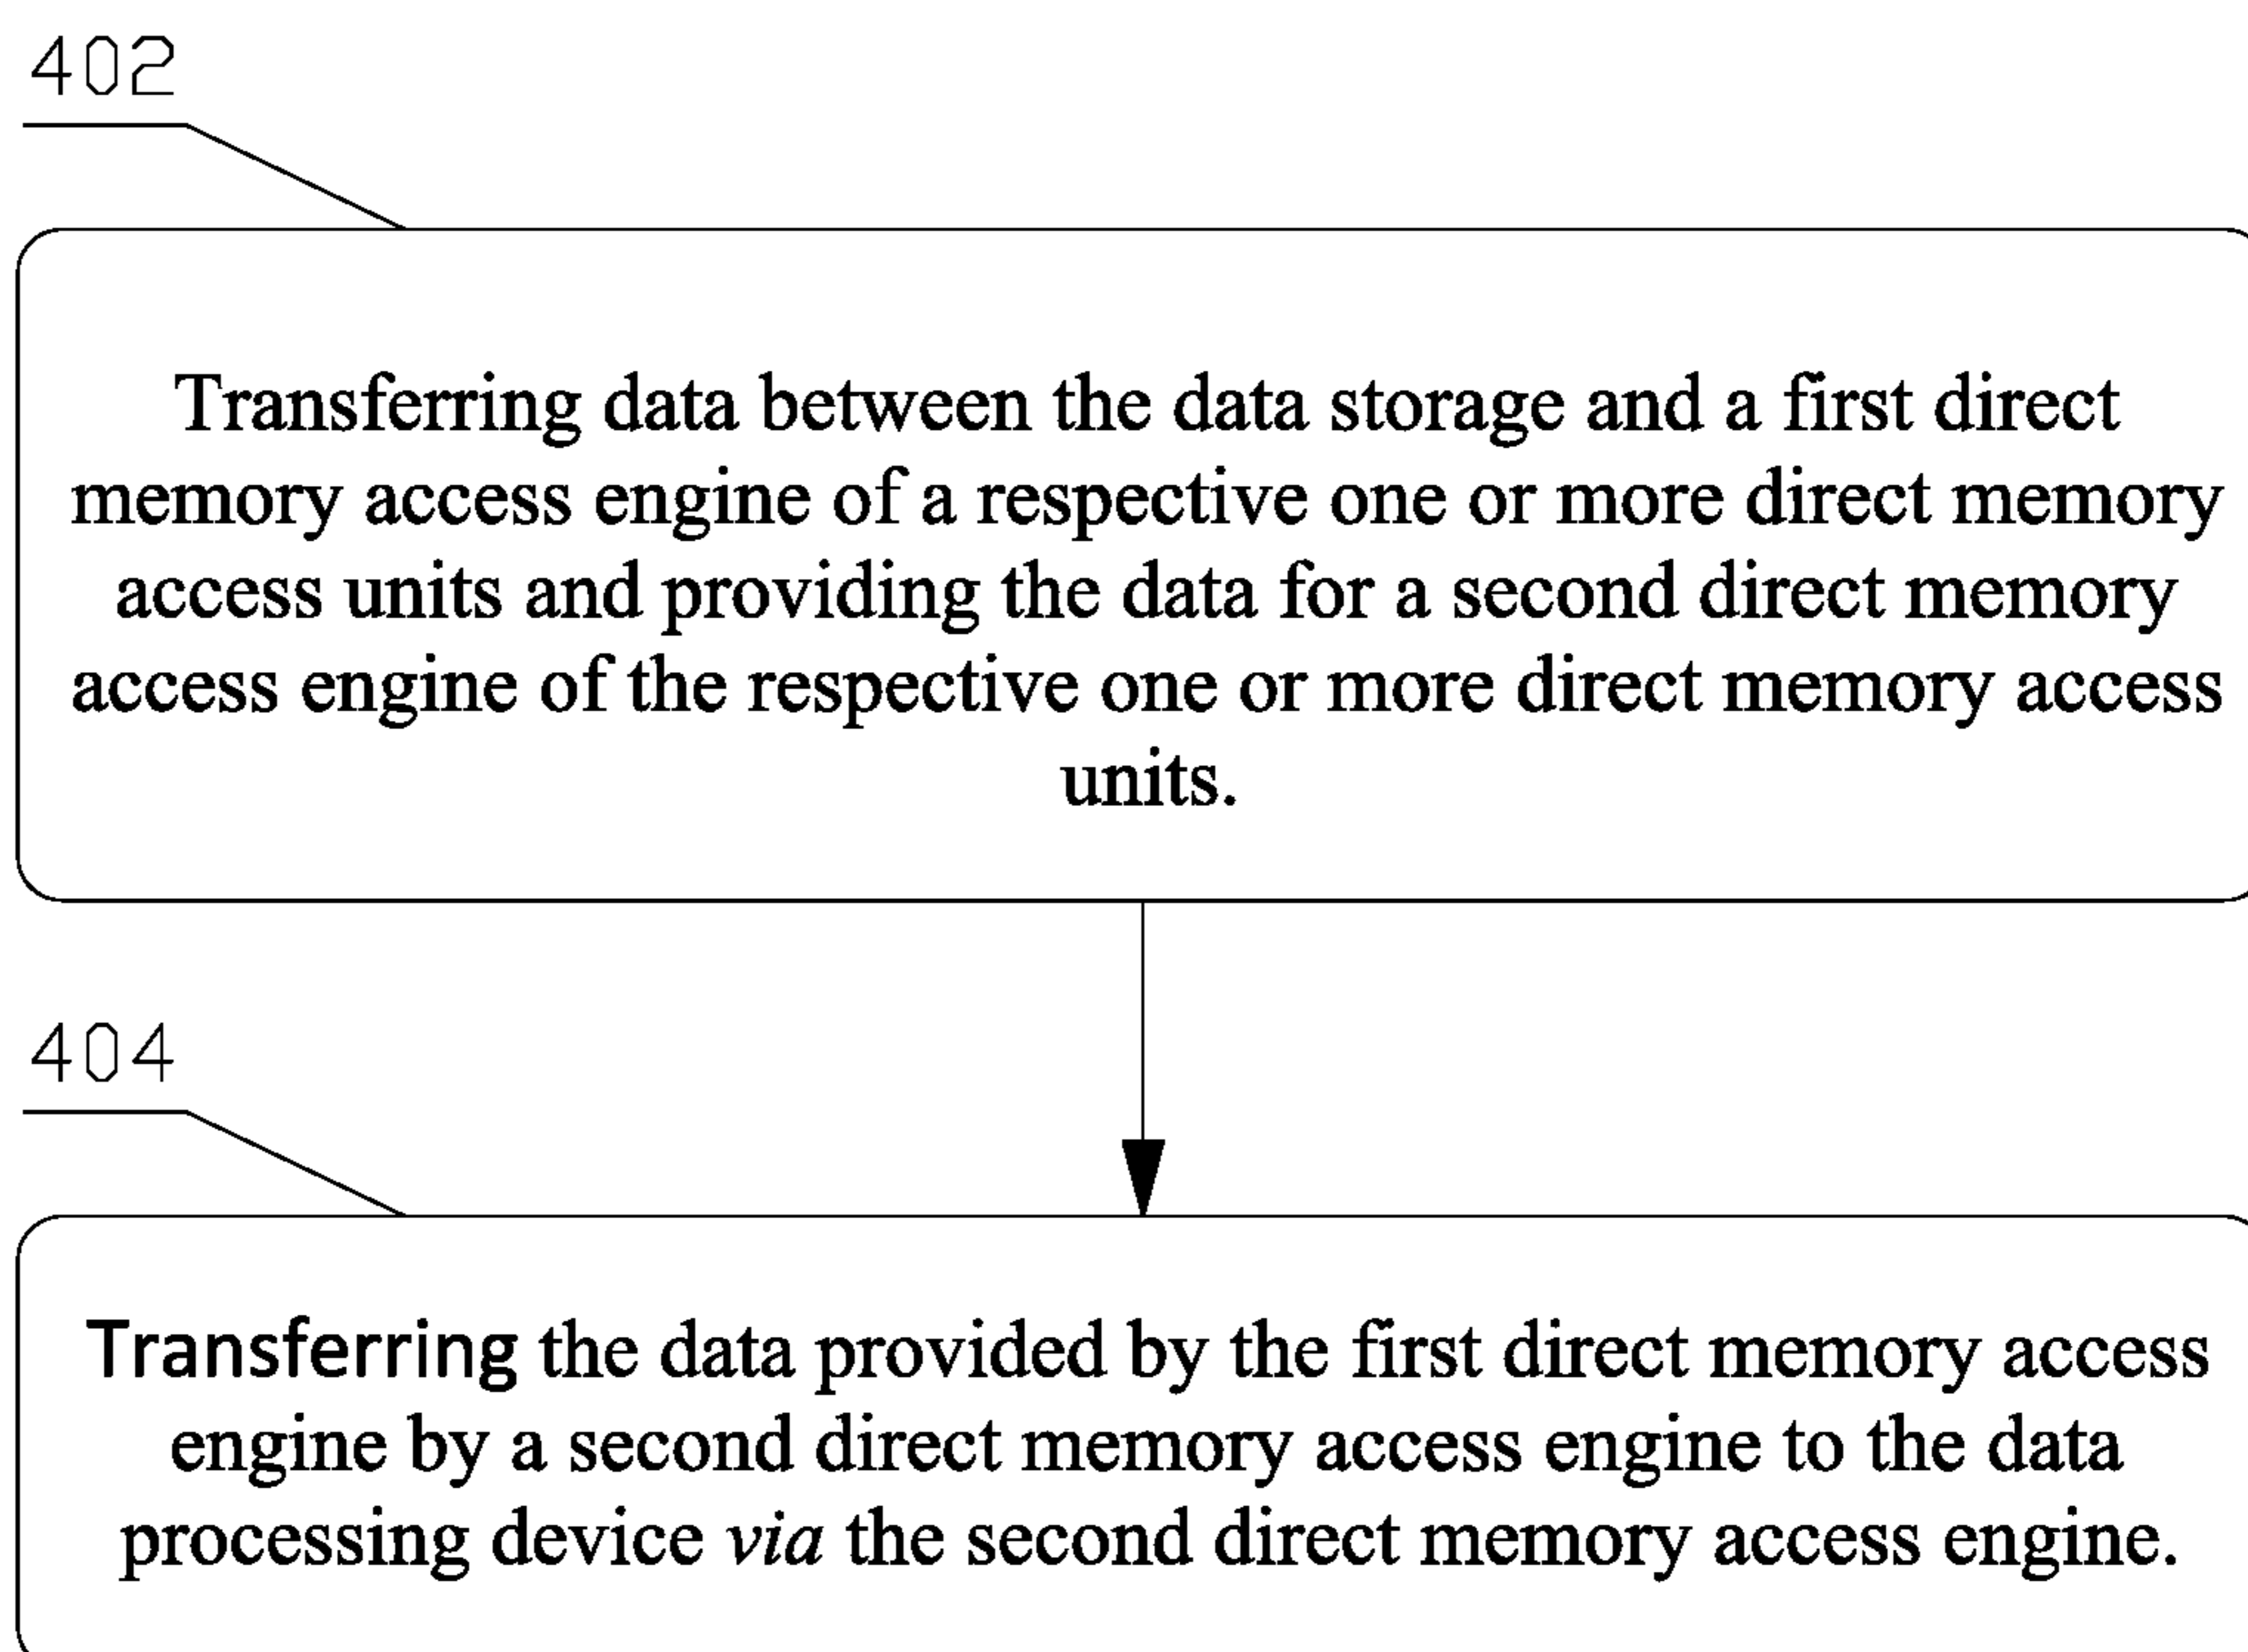 402
Transferring data between the data storage and a first direct
memory access engine of a respective one or more direct memory
access units and providing the data for a second direct memory
access engine of the respective one or more direct memory access
units.
404
Transferring the data provided by the first direct memory access
engine by a second direct memory access engine to the data
processing device via the second direct memory access engine.